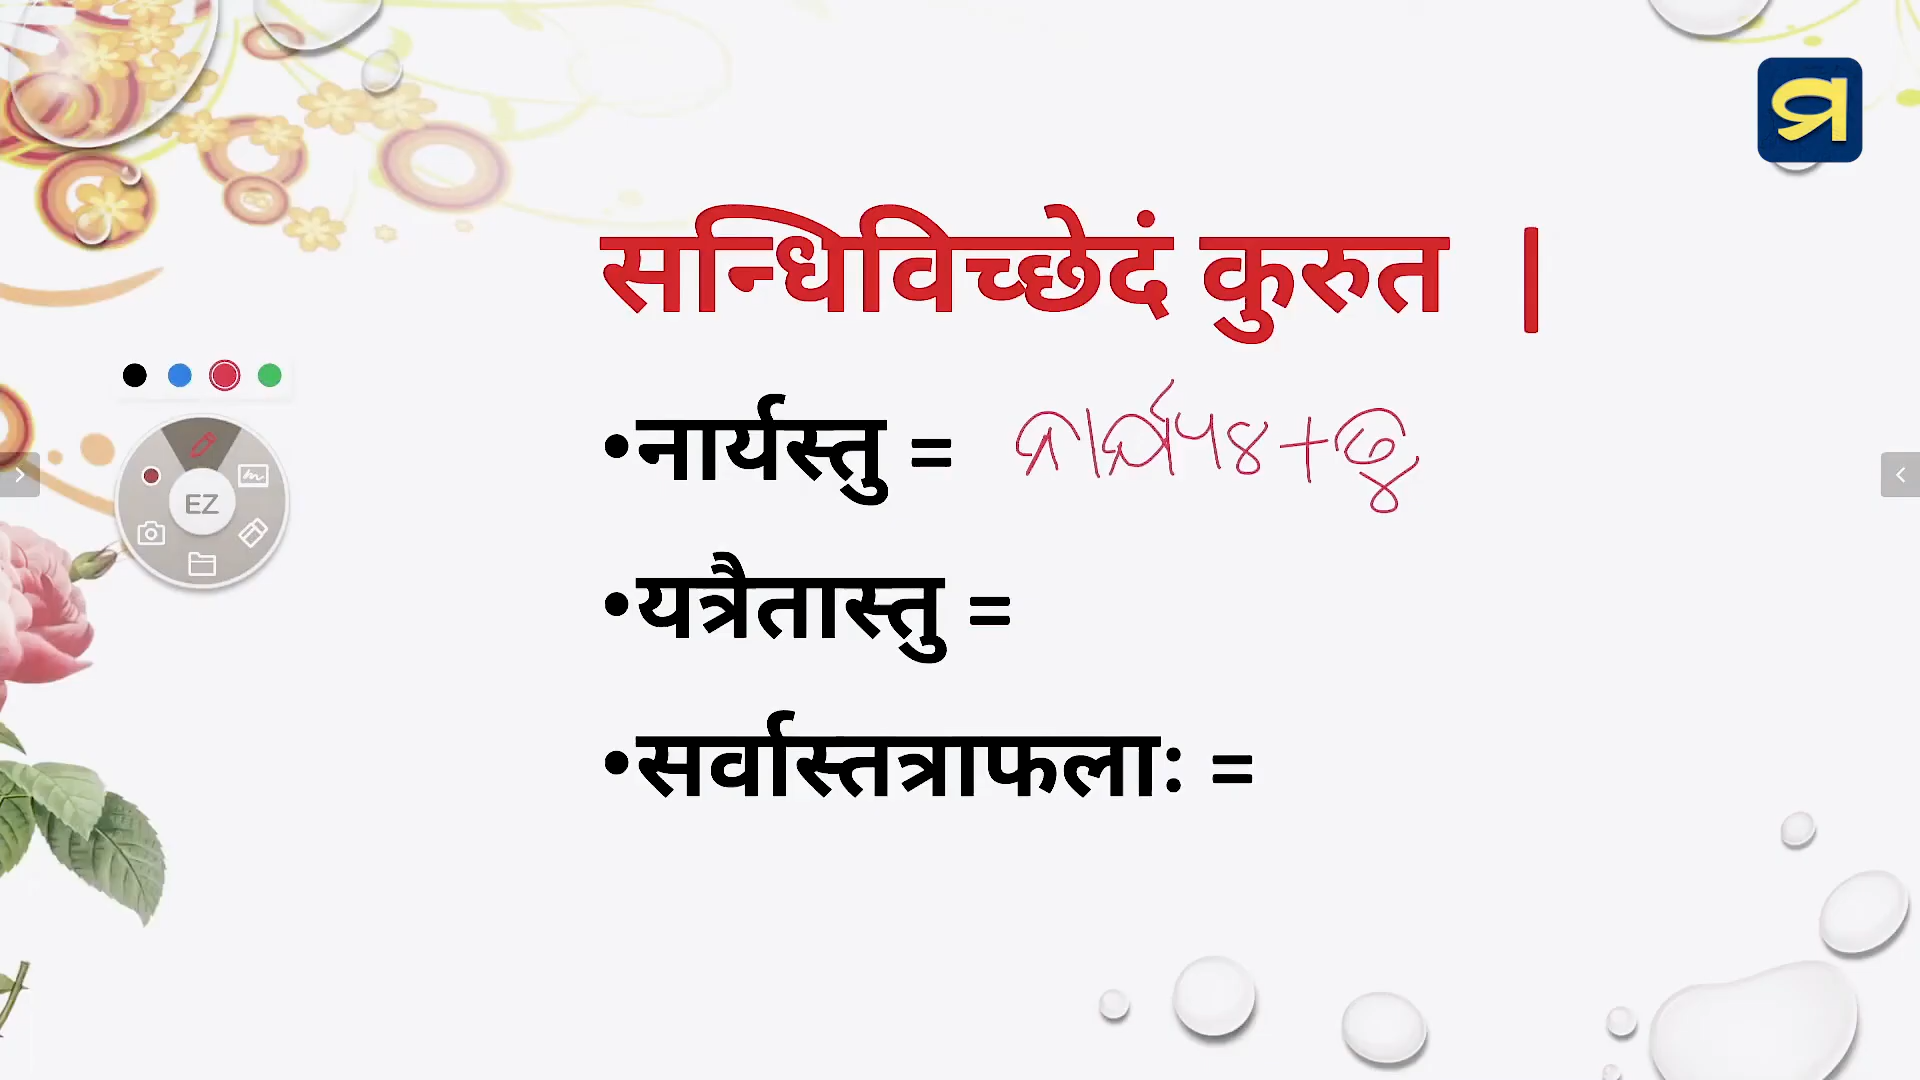 सन्धिविच्छेदं कुरुत |
•नार्यस्तु = ନାର୍ଯ୍ୟଃ+ତୁ
•यत्रैतास्तु =
•सर्वास्तत्राफलाः =
EZ